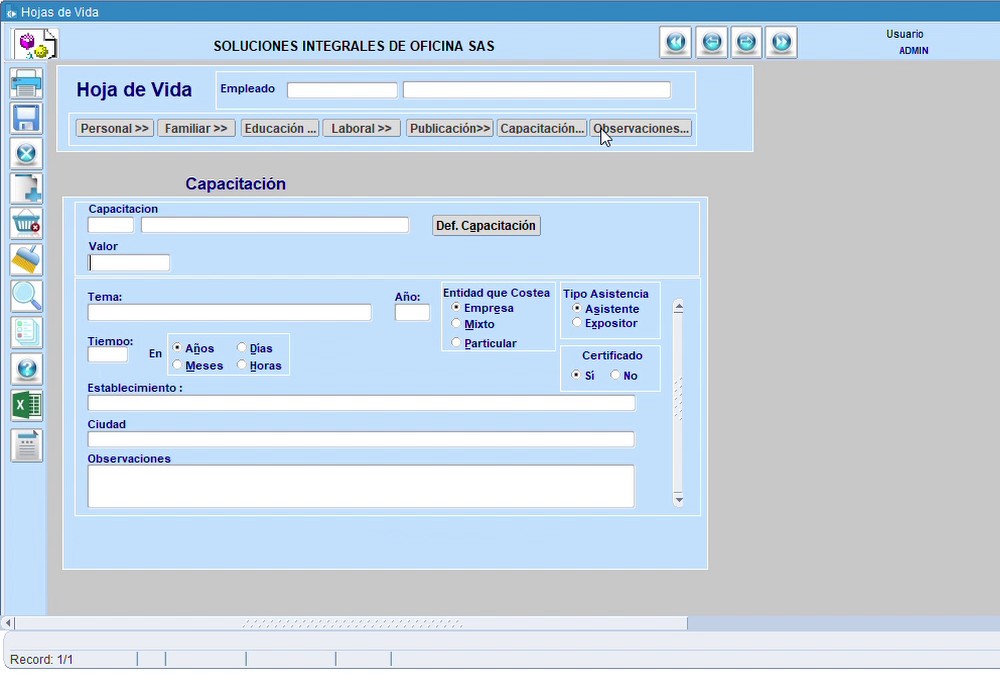 Hojas de Vida
SOLUCIONES INTEGRALES DE OFICINA SAS
Usuario
ADMIN
Hoja de Vida
Empleado
Personal >> Familiar >> Educación ... Laboral >> Publicación>> Capacitación... Observaciones...
Capacitación
Capacitacion
Def. Capacitación
Valor
Tema:
Año:
Entidad que Costea
Empresa
Mixto
Particular
Tipo Asistencia
Asistente
Expositor
Tiempo:
En
Años Días
Meses Horas
Certificado
Sí No
Establecimiento :
Ciudad
Observaciones
Record: 1/1